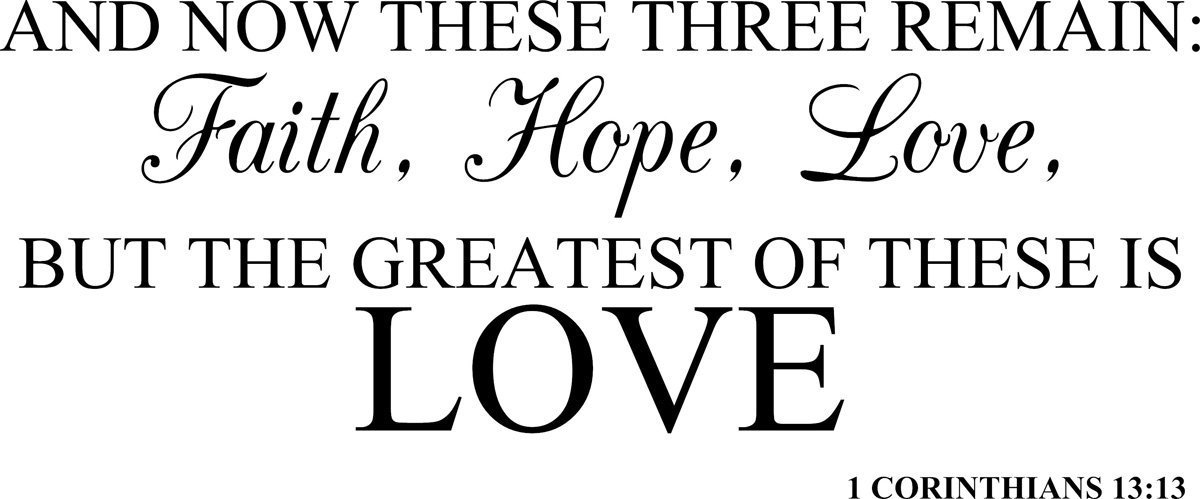 AND NOW THESE THREE REMAIN:
Faith, Hope, Love,
BUT THE GREATEST OF THESE IS
LOVE
1 CORINTHIANS 13:13